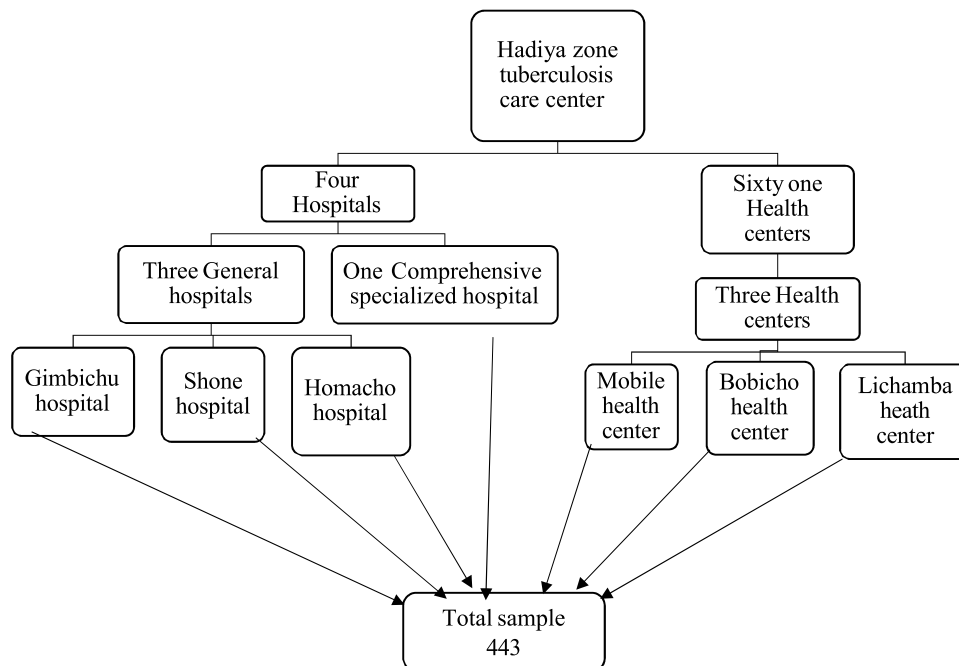 Hadiya zone
tuberculosis
care center
Four
Hospitals
Sixty one
Health
centers
Three General
hospitals
One Comprehensive
specialized hospital
Three Health
centers
Gimbichu
hospital
Shone
hospital
Homacho
hospital
Mobile
health
center
Bobicho
health
center
Lichamba
heath
center
Total sample
443